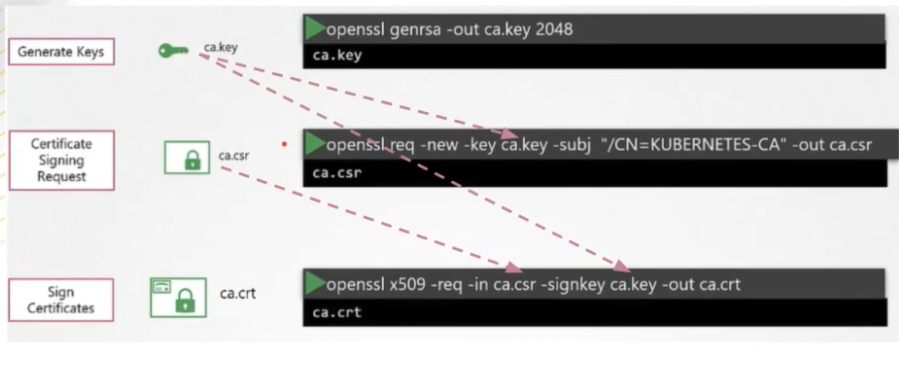 Generate Keys
ca.key
openssl genrsa -out ca.key 2048
ca.key
Certificate
Signing
Request
ca.csr
openssl req -new -key ca.key -subj "/CN=KUBERNETES-CA" -out ca.csr
ca.csr
Sign
Certificates
ca.crt
openssl x509 -req -in ca.csr -signkey ca.key -out ca.crt
ca.crt